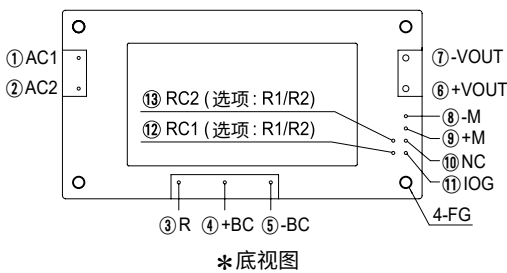 ①AC1
②AC2
⑦-VOUT
⑥+VOUT
⑬ RC2 (选项: R1/R2)
⑫ RC1 (选项: R1/R2)
⑧-M
⑨+M
⑩NC
⑪IOG
4-FG
③R ④+BC ⑤-BC
＊底视图